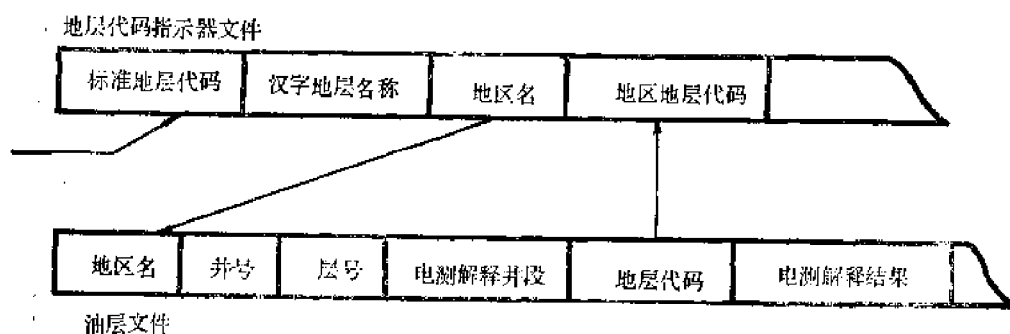 地层代码指示器文件
标准地层代码 汉字地层名称 地区名 地区地层代码
地区名 井号 层号 电测解释井段 地层代码 电测解释结果
油层文件